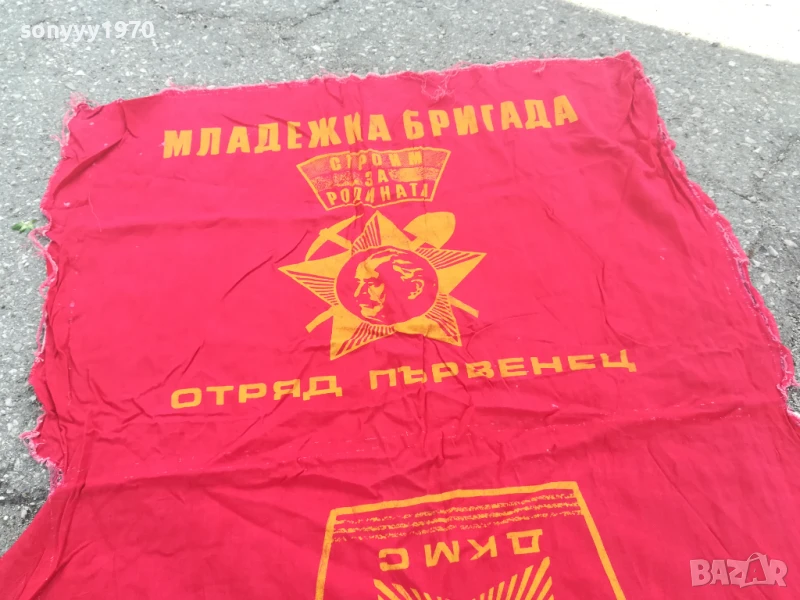 sonyyy1970
МЛАДЕЖКА БРИГАДА
СТРОИМ
ЗА
РОДИНАТА
ОТРЯД ПЪРВЕНЕЦ
ДКМС
BAZAR